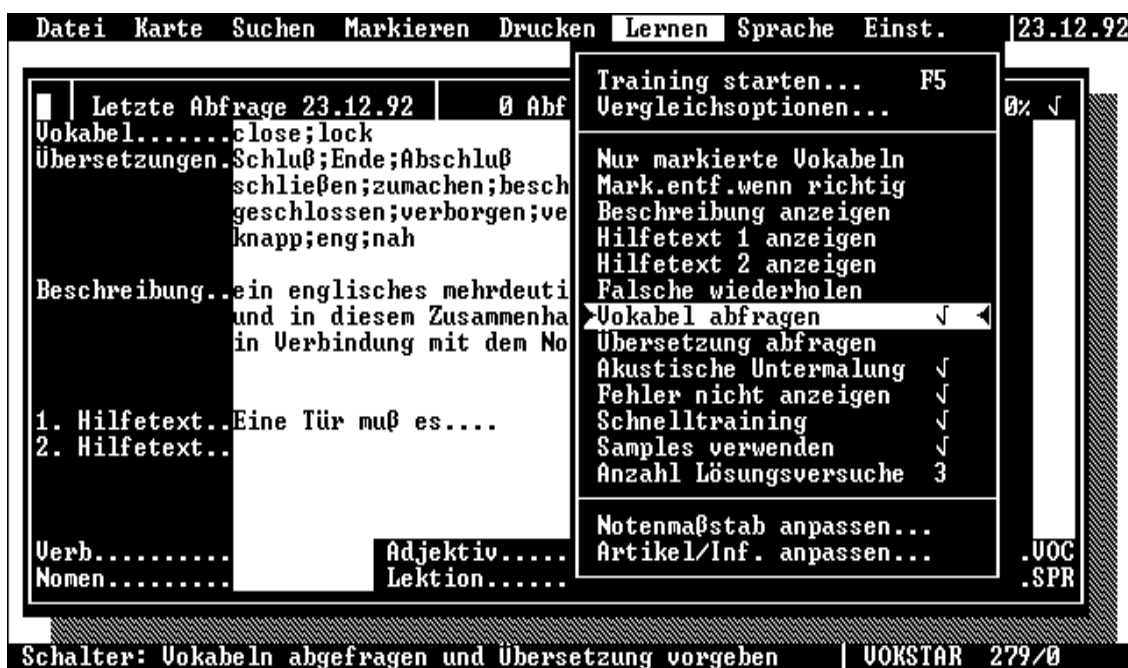 Datei Karte Suchen Markieren Drucken Lernen Sprache Einst. 23.12.92
Training starten... F5
Letzte Abfrage 23.12.92 0 Abf Vergleichsoptionen... 0% √
Vokabel.......close;lock
Übersetzungen.Schluß;Ende;Abschluß Nur markierte Vokabeln
schließen;zumachen;besch Mark.entf.wenn richtig
geschlossen;verborgen;ve Beschreibung anzeigen
knapp;eng;nah Hilfetext 1 anzeigen
Hilfetext 2 anzeigen
Beschreibung..ein englisches mehrdeuti Falsche wiederholen
und in diesem Zusammenha Vokabel abfragen √
in Verbindung mit dem No Übersetzung abfragen
Akustische Untermalung √
Fehler nicht anzeigen √
1. Hilfetext..Eine Tür muß es.... Schnelltraining √
2. Hilfetext.. Samples verwenden √
Anzahl Lösungsversuche 3
Notenmaßstab anpassen...
Verb.......... Adjektiv..... Artikel/Inf. anpassen... .VOC
Nomen......... Lektion...... .SPR
Schalter: Vokabeln abgefragen und Übersetzung vorgeben VOKSTAR 279/0